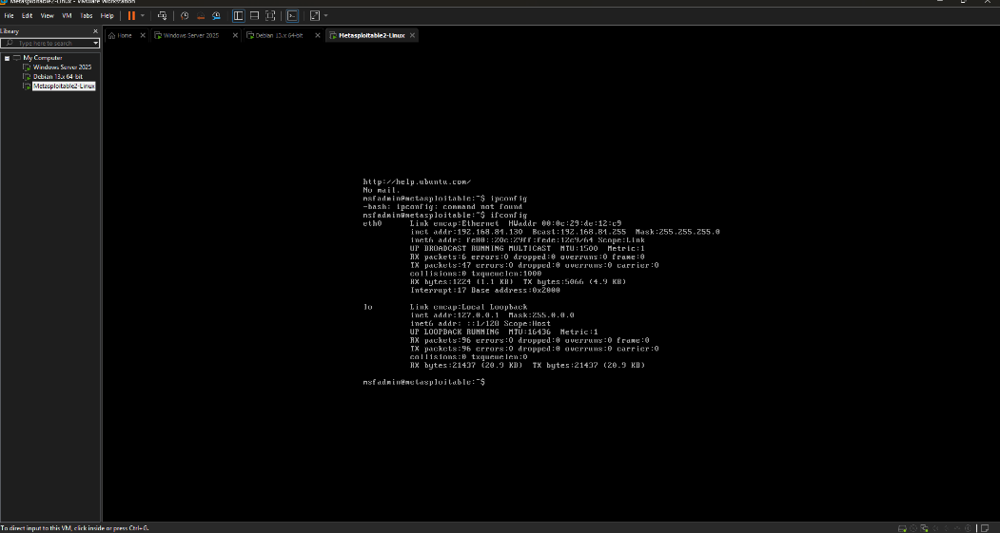 Metasploitable2-Linux - VMware Workstation
File Edit View VM Tabs Help
Library
Type here to search
My Computer
Windows Server 2025
Debian 13.x 64-bit
Metasploitable2-Linux
Home
Windows Server 2025
Debian 13.x 64-bit
Metasploitable2-Linux
http://help.ubuntu.com/
No mail.
msfadmin@metasploitable:~$ ipconfig
-bash: ipconfig: command not found
msfadmin@metasploitable:~$ ifconfig
eth0 Link encap:Ethernet HWaddr 00:0c:29:de:12:c9
inet addr:192.168.84.130 Bcast:192.168.84.255 Mask:255.255.255.0
inet6 addr: fe80::20c:29ff:fede:12c9/64 Scope:Link
UP BROADCAST RUNNING MULTICAST MTU:1500 Metric:1
RX packets:6 errors:0 dropped:0 overruns:0 frame:0
TX packets:47 errors:0 dropped:0 overruns:0 carrier:0
collisions:0 txqueuelen:1000
RX bytes:1224 (1.1 KB) TX bytes:5066 (4.9 KB)
Interrupt:17 Base address:0x2000
lo Link encap:Local Loopback
inet addr:127.0.0.1 Mask:255.0.0.0
inet6 addr: ::1/128 Scope:Host
UP LOOPBACK RUNNING MTU:16436 Metric:1
RX packets:96 errors:0 dropped:0 overruns:0 frame:0
TX packets:96 errors:0 dropped:0 overruns:0 carrier:0
collisions:0 txqueuelen:0
RX bytes:21437 (20.9 KB) TX bytes:21437 (20.9 KB)
msfadmin@metasploitable:~$
To direct input to this VM, click inside or press Ctrl+G.